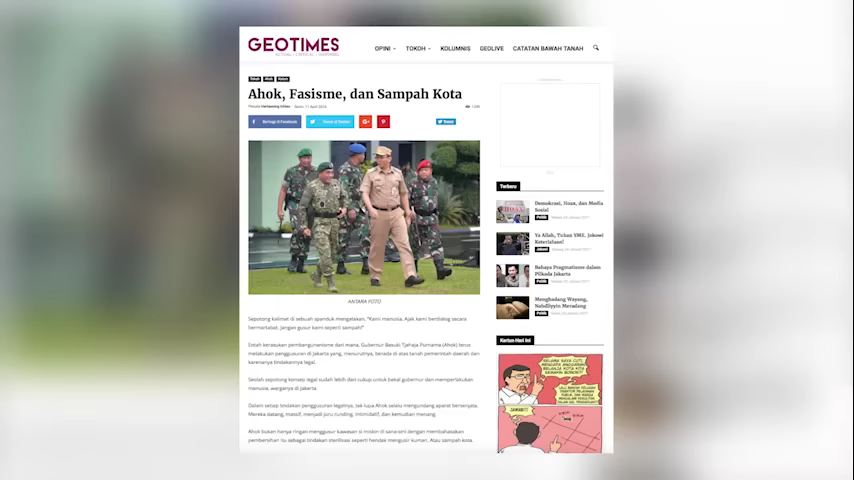 GEOTIMES
OPINI
TOKOH
KOLUMNIS
GEOLIVE
CATATAN BAWAH TANAH
Ahok, Fasisme, dan Sampah Kota
Berbagi di Facebook
Tweet di Twitter
Tweet
ANTARA FOTO
Sepotong kalimat di sebuah spanduk mengatakan, "Kami manusia. Ajak kami berdialog secara
bermartabat. Jangan gusur kami seperti sampah!"
Entah kerasukan pembangunanisme dari mana, Gubernur Basuki Tjahaja Purnama (Ahok) terus
melakukan penggusuran di Jakarta yang, menurutnya, berada di atas tanah pemerintah daerah dan
karenanya tindakannya legal.
Seolah sepotong konsep legal sudah lebih dari cukup untuk bekal gubernur dan memperlakukan
manusia, warganya di Jakarta.
Dalam setiap tindakan penggusuran legalnya, tak lupa Ahok selalu mengundang aparat bersenjata.
Mereka datang, massif, menjadi juru runding, intimidatif, dan kemudian menang.
Ahok bukan hanya ringan menggusur kawasan si miskin di sana-sini dengan membahasakan
pembersihan itu sebagai tindakan sterilisasi seperti hendak mengusir kuman. Atau sampah kota.
Terbaru
Demokrasi, Hoax, dan Media
Sosial
Politik
Ya Allah, Tuhan YME, Jokowi
Keterlaluan!
Bahaya Pragmatisme dalam
Pilkada Jakarta
Politik
Menghadang Wayang,
Nahdliyyin Meradang
Politik
Kartun Hari Ini